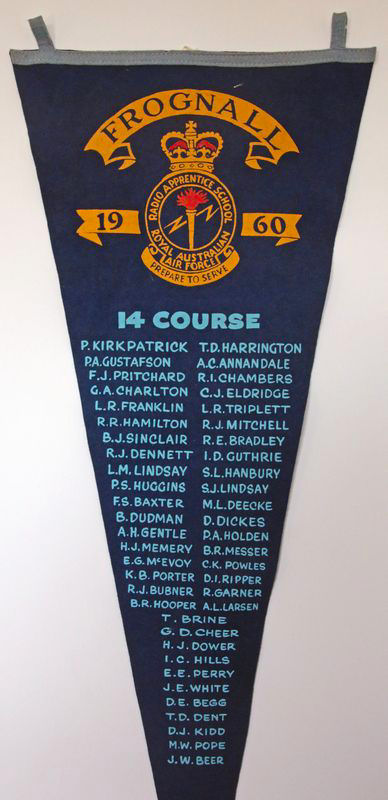 FROGNALL
RADIO APPRENTICE SCHOOL
19 60
ROYAL AUSTRALIAN
AIR FORCE
PREPARE TO SERVE
14 COURSE
P. KIRKPATRICK T.D. HARRINGTON
P.A. GUSTAFSON A.C. ANNANDALE
F.J. PRITCHARD R.I. CHAMBERS
G.A. CHARLTON C.J. ELDRIDGE
L.R. FRANKLIN L.R. TRIPLETT
R.R. HAMILTON R.J. MITCHELL
B.J. SINCLAIR R.E. BRADLEY
R.J. DENNETT I.D. GUTHRIE
L.M. LINDSAY S.L. HANBURY
P.S. HUGGINS S.J. LINDSAY
F.S. BAXTER M.L. DEECKE
B. DUDMAN D. DICKES
A.H. GENTLE P.A. HOLDEN
H.J. MEMERY B.R. MESSER
E.G. McEVOY C.K. POWLES
K.B. PORTER D.I. RIPPER
R.J. BUBNER R. GARNER
B.R. HOOPER A.L. LARSEN
T. BRINE
G.D. CHEER
H.J. DOWER
I.C. HILLS
E.E. PERRY
J.E. WHITE
D.E. BEGG
T.D. DENT
D.J. KIDD
M.W. POPE
J.W. BEER